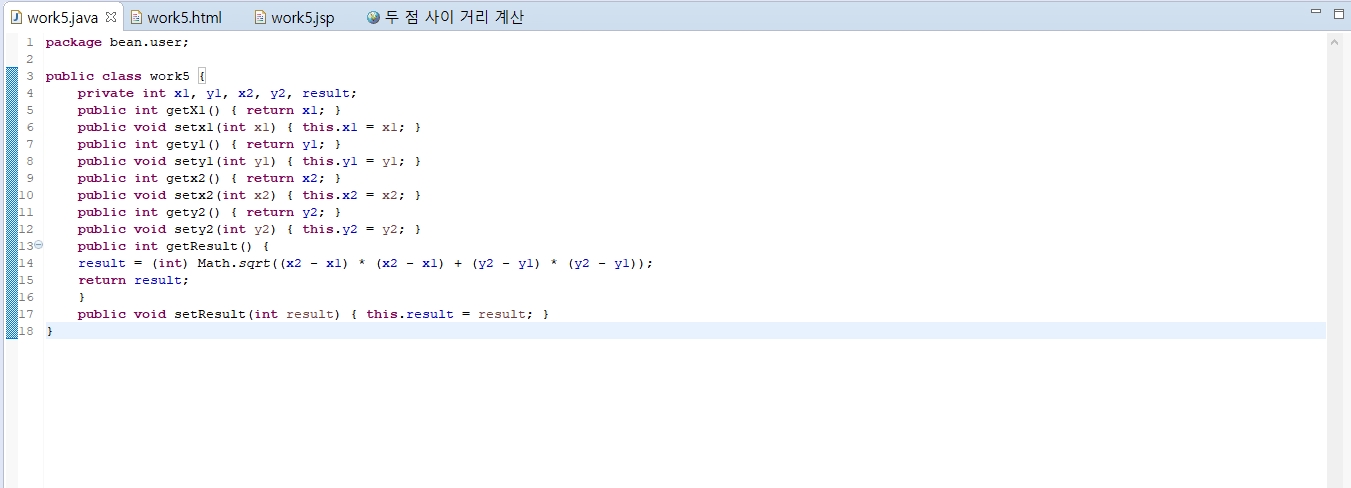 work5.java work5.html work5.jsp 두 점 사이 거리 계산
1 package bean.user;
2
3 public class work5 {
4 private int x1, y1, x2, y2, result;
5 public int getX1() { return x1; }
6 public void setx1(int x1) { this.x1 = x1; }
7 public int gety1() { return y1; }
8 public void sety1(int y1) { this.y1 = y1; }
9 public int getx2() { return x2; }
10 public void setx2(int x2) { this.x2 = x2; }
11 public int gety2() { return y2; }
12 public void sety2(int y2) { this.y2 = y2; }
13 public int getResult() {
14 result = (int) Math.sqrt((x2 - x1) * (x2 - x1) + (y2 - y1) * (y2 - y1));
15 return result;
16 }
17 public void setResult(int result) { this.result = result; }
18 }